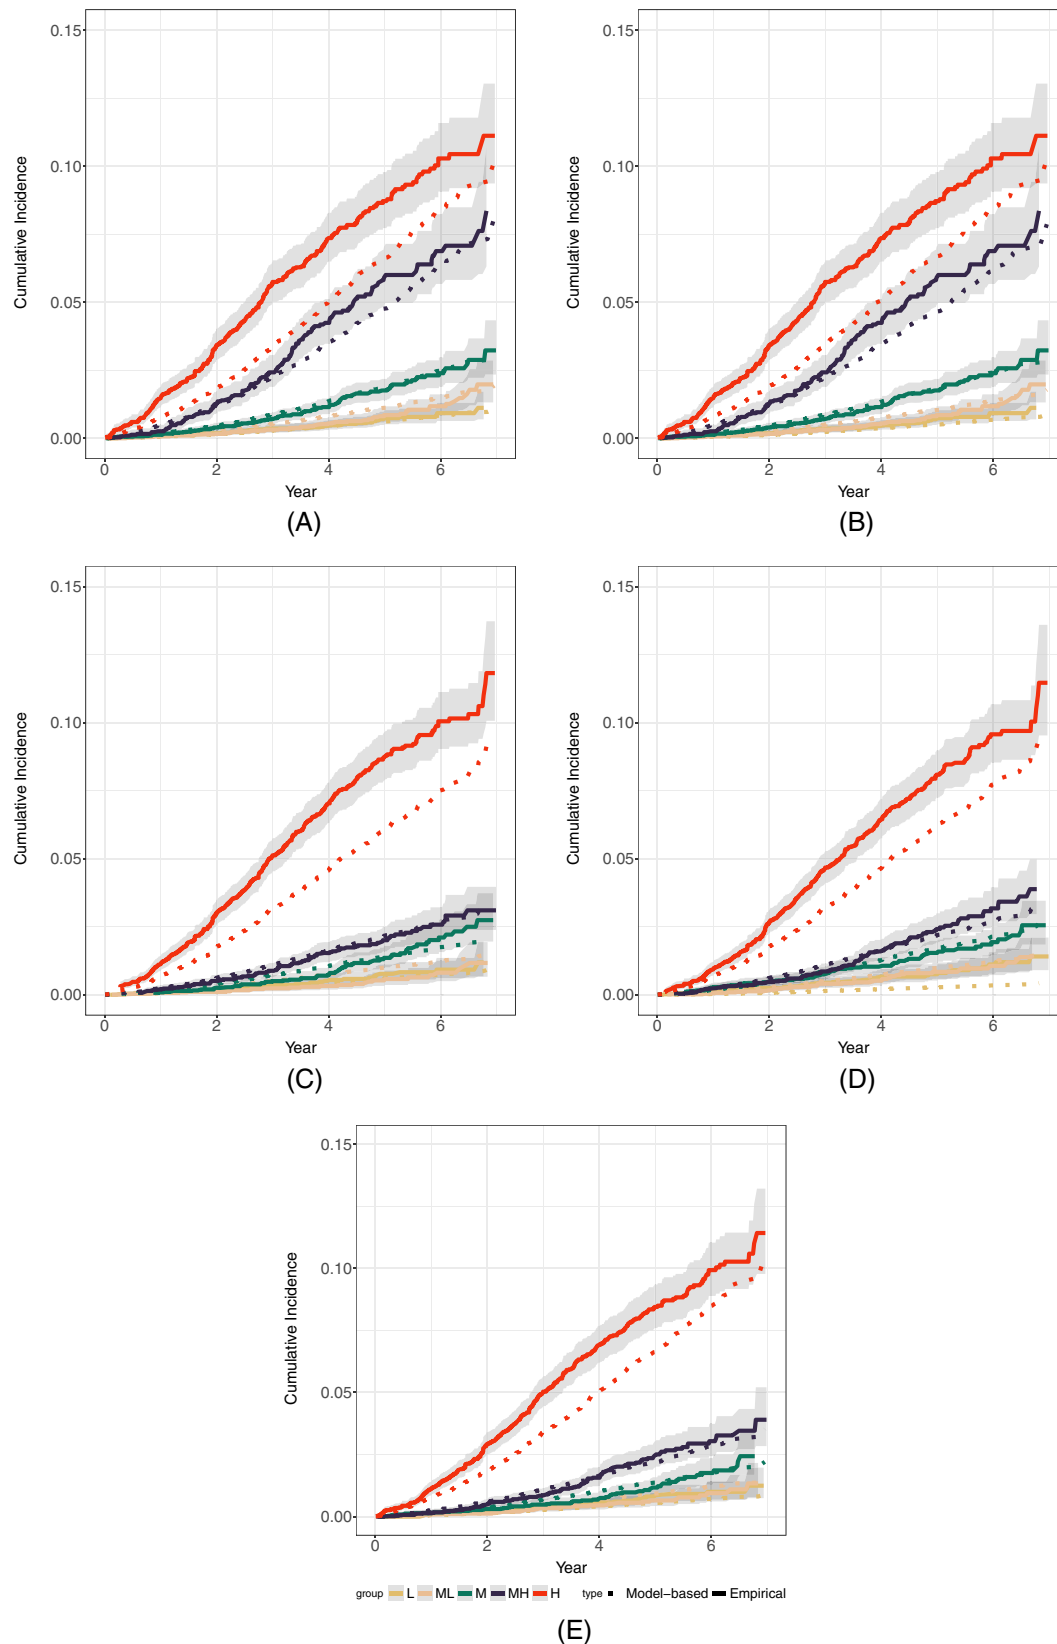 0.15
0.10
0.05
0.00
Cumulative Incidence
0 2 4 6
Year
(A)
0.15
0.10
0.05
0.00
Cumulative Incidence
0 2 4 6
Year
(B)
0.15
0.10
0.05
0.00
Cumulative Incidence
0 2 4 6
Year
(C)
0.15
0.10
0.05
0.00
Cumulative Incidence
0 2 4 6
Year
(D)
0.15
0.10
0.05
0.00
Cumulative Incidence
0 2 4 6
Year
group L ML M MH H type Model−based Empirical
(E)